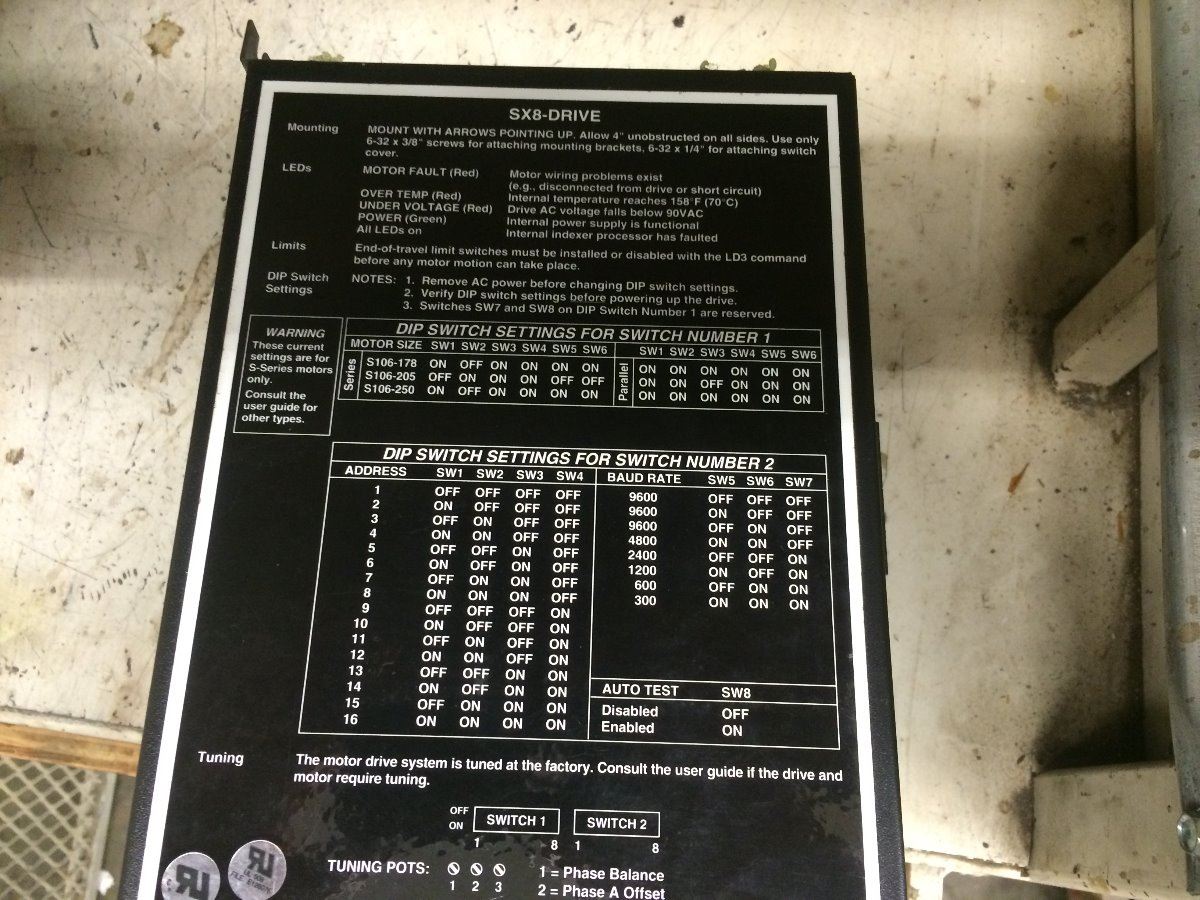 SX8-DRIVE
Mounting MOUNT WITH ARROWS POINTING UP. Allow 4" unobstructed on all sides. Use only
6-32 x 3/8" screws for attaching mounting brackets, 6-32 x 1/4" for attaching switch
cover.
LEDs MOTOR FAULT (Red) Motor wiring problems exist
(e.g., disconnected from drive or short circuit)
OVER TEMP (Red) Internal temperature reaches 158°F (70°C)
UNDER VOLTAGE (Red) Drive AC voltage falls below 90VAC
POWER (Green) Internal power supply is functional
All LEDs on Internal indexer processor has faulted
Limits End-of-travel limit switches must be installed or disabled with the LD3 command
before any motor motion can take place.
DIP Switch
Settings
NOTES: 1. Remove AC power before changing DIP switch settings.
2. Verify DIP switch settings before powering up the drive.
3. Switches SW7 and SW8 on DIP Switch Number 1 are reserved.
WARNING
These current
settings are for
S-Series motors
only.
Consult the
user guide for
other types.
DIP SWITCH SETTINGS FOR SWITCH NUMBER 1
MOTOR SIZE SW1 SW2 SW3 SW4 SW5 SW6 SW1 SW2 SW3 SW4 SW5 SW6
Series
S106-178 ON OFF ON ON ON ON
S106-205 OFF ON ON ON OFF OFF
S106-250 ON OFF ON ON ON ON
Parallel
ON ON ON ON ON ON
ON ON OFF ON ON ON
ON ON ON ON ON ON
DIP SWITCH SETTINGS FOR SWITCH NUMBER 2
ADDRESS SW1 SW2 SW3 SW4
1 OFF OFF OFF OFF
2 ON OFF OFF OFF
3 OFF ON OFF OFF
4 ON ON OFF OFF
5 OFF OFF ON OFF
6 ON OFF ON OFF
7 OFF ON ON OFF
8 ON ON ON OFF
9 OFF OFF OFF ON
10 ON OFF OFF ON
11 OFF ON OFF ON
12 ON ON OFF ON
13 OFF OFF ON ON
14 ON OFF ON ON
15 OFF ON ON ON
16 ON ON ON ON
BAUD RATE SW5 SW6 SW7
9600 OFF OFF OFF
9600 ON OFF OFF
9600 OFF ON OFF
4800 ON ON OFF
2400 OFF OFF ON
1200 ON OFF ON
600 OFF ON ON
300 ON ON ON
AUTO TEST SW8
Disabled OFF
Enabled ON
Tuning The motor drive system is tuned at the factory. Consult the user guide if the drive and
motor require tuning.
OFF
ON
SWITCH 1 SWITCH 2
1 8 1 8
TUNING POTS:
1 2 3
1 = Phase Balance
2 = Phase A Offset
UR
UR